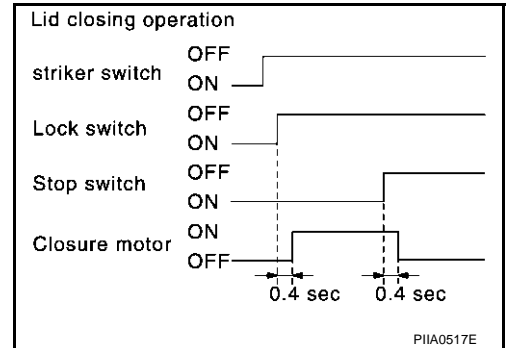 Lid closing operation
OFF
striker switch
ON
OFF
Lock switch
ON
OFF
Stop switch
ON
ON
Closure motor
OFF
0.4 sec 0.4 sec
PIIA0517E